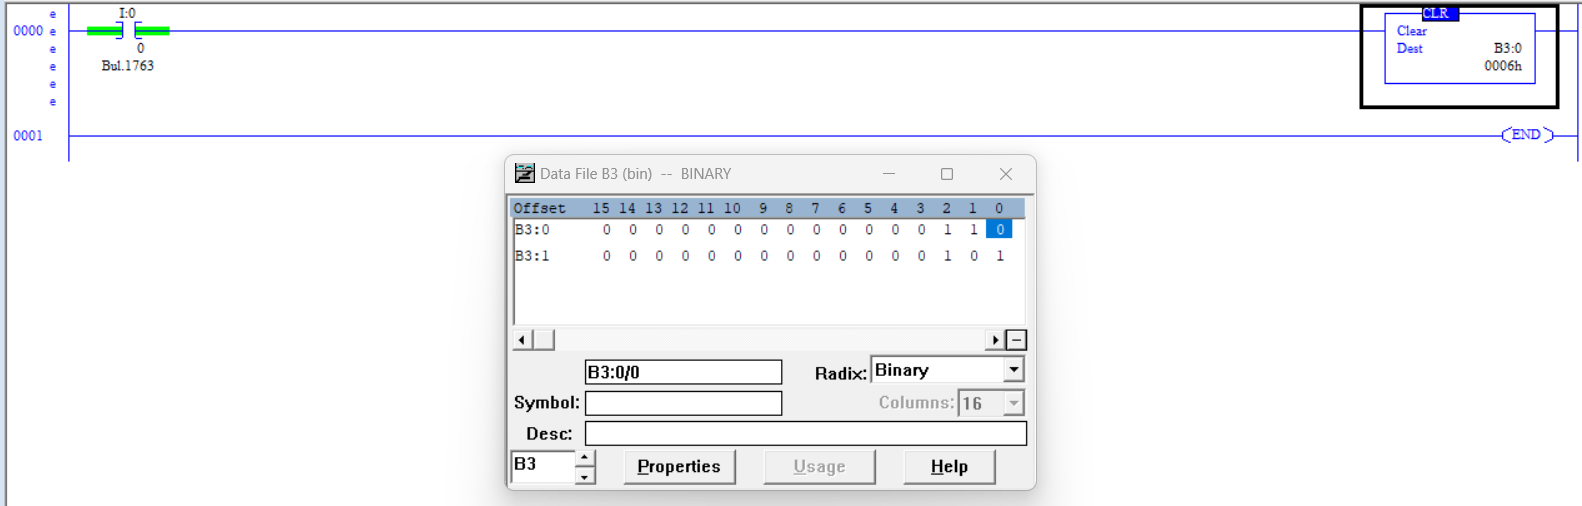 e
I:0
CLR
0000 e
Clear
e
0
Dest B3:0
e
Bul.1763
0006h
e
e
0001
END
Data File B3 (bin) -- BINARY
Offset 15 14 13 12 11 10 9 8 7 6 5 4 3 2 1 0
B3:0 0 0 0 0 0 0 0 0 0 0 0 0 0 1 1 0
B3:1 0 0 0 0 0 0 0 0 0 0 0 0 0 1 0 1
B3:0/0
Radix: Binary
Symbol:
Columns: 16
Desc:
B3
Properties
Usage
Help